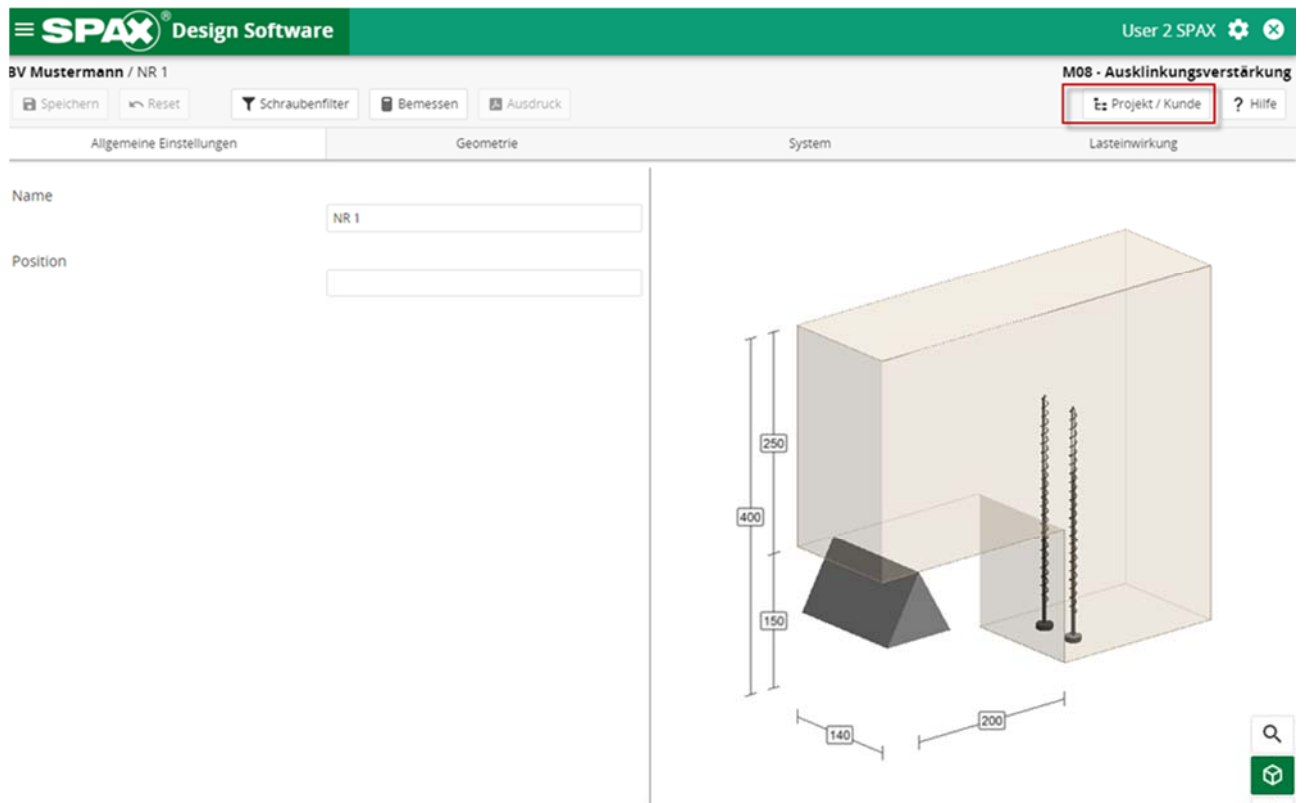 SPAX® Design Software
User 2 SPAX
BV Mustermann / NR 1
M08 - Ausklinkungsverstärkung
Speichern
Reset
Schraubenfilter
Bemessen
Ausdruck
Projekt / Kunde
? Hilfe
Allgemeine Einstellungen
Geometrie
System
Lasteinwirkung
Name
NR 1
Position
250
400
150
200
140